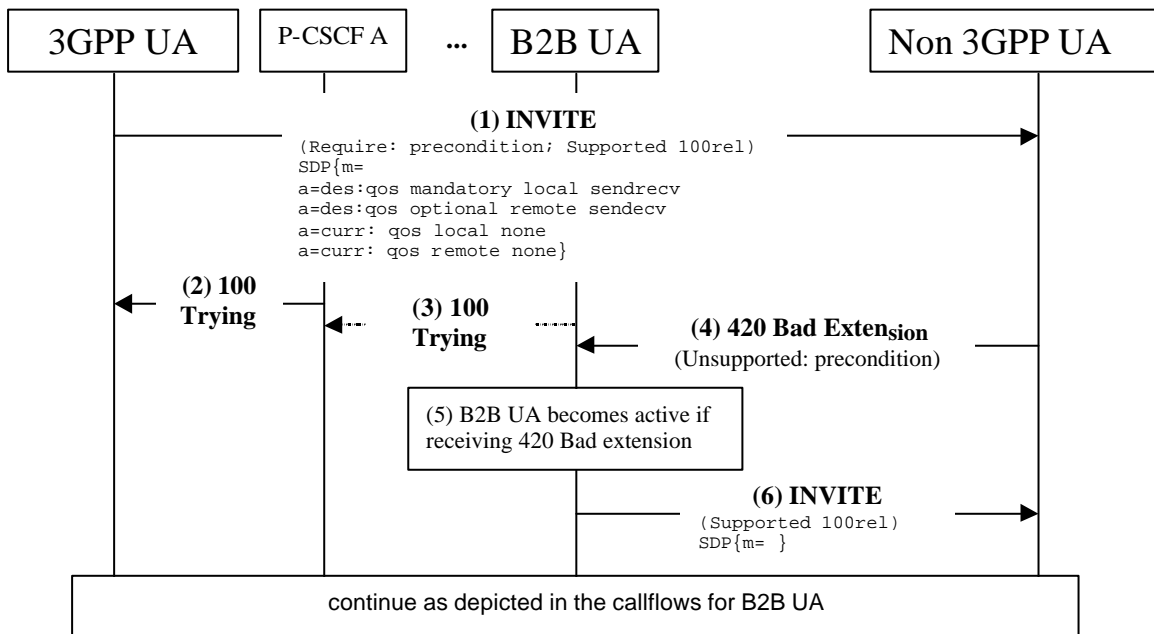 3GPP UA
P-CSCF A
...
B2B UA
Non 3GPP UA
(1) INVITE
(Require: precondition; Supported 100rel)
SDP{m=
a=des:qos mandatory local sendrecv
a=des:qos optional remote sendecv
a=curr: qos local none
a=curr: qos remote none}
(2) 100
Trying
(3) 100
Trying
(4) 420 Bad Extension
(Unsupported: precondition)
(5) B2B UA becomes active if
receiving 420 Bad extension
(6) INVITE
(Supported 100rel)
SDP{m= }
continue as depicted in the callflows for B2B UA